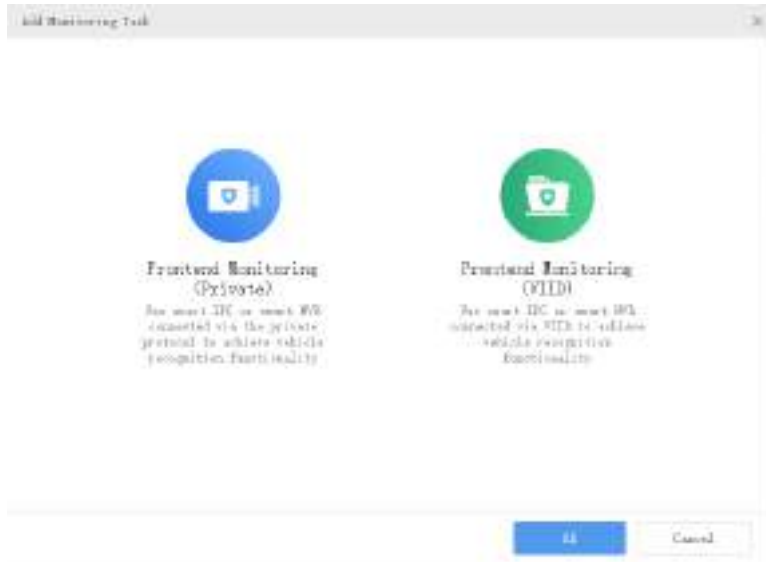 Add Monitoring Task
Frontend Monitoring
(Private)
For smart IPC or smart NVR
connected via the private
protocol to achieve vehicle
recognition functionality
Frontend Monitoring
(VIID)
For smart IPC or smart NVR
connected via VIID to achieve
vehicle recognition
functionality
Cancel